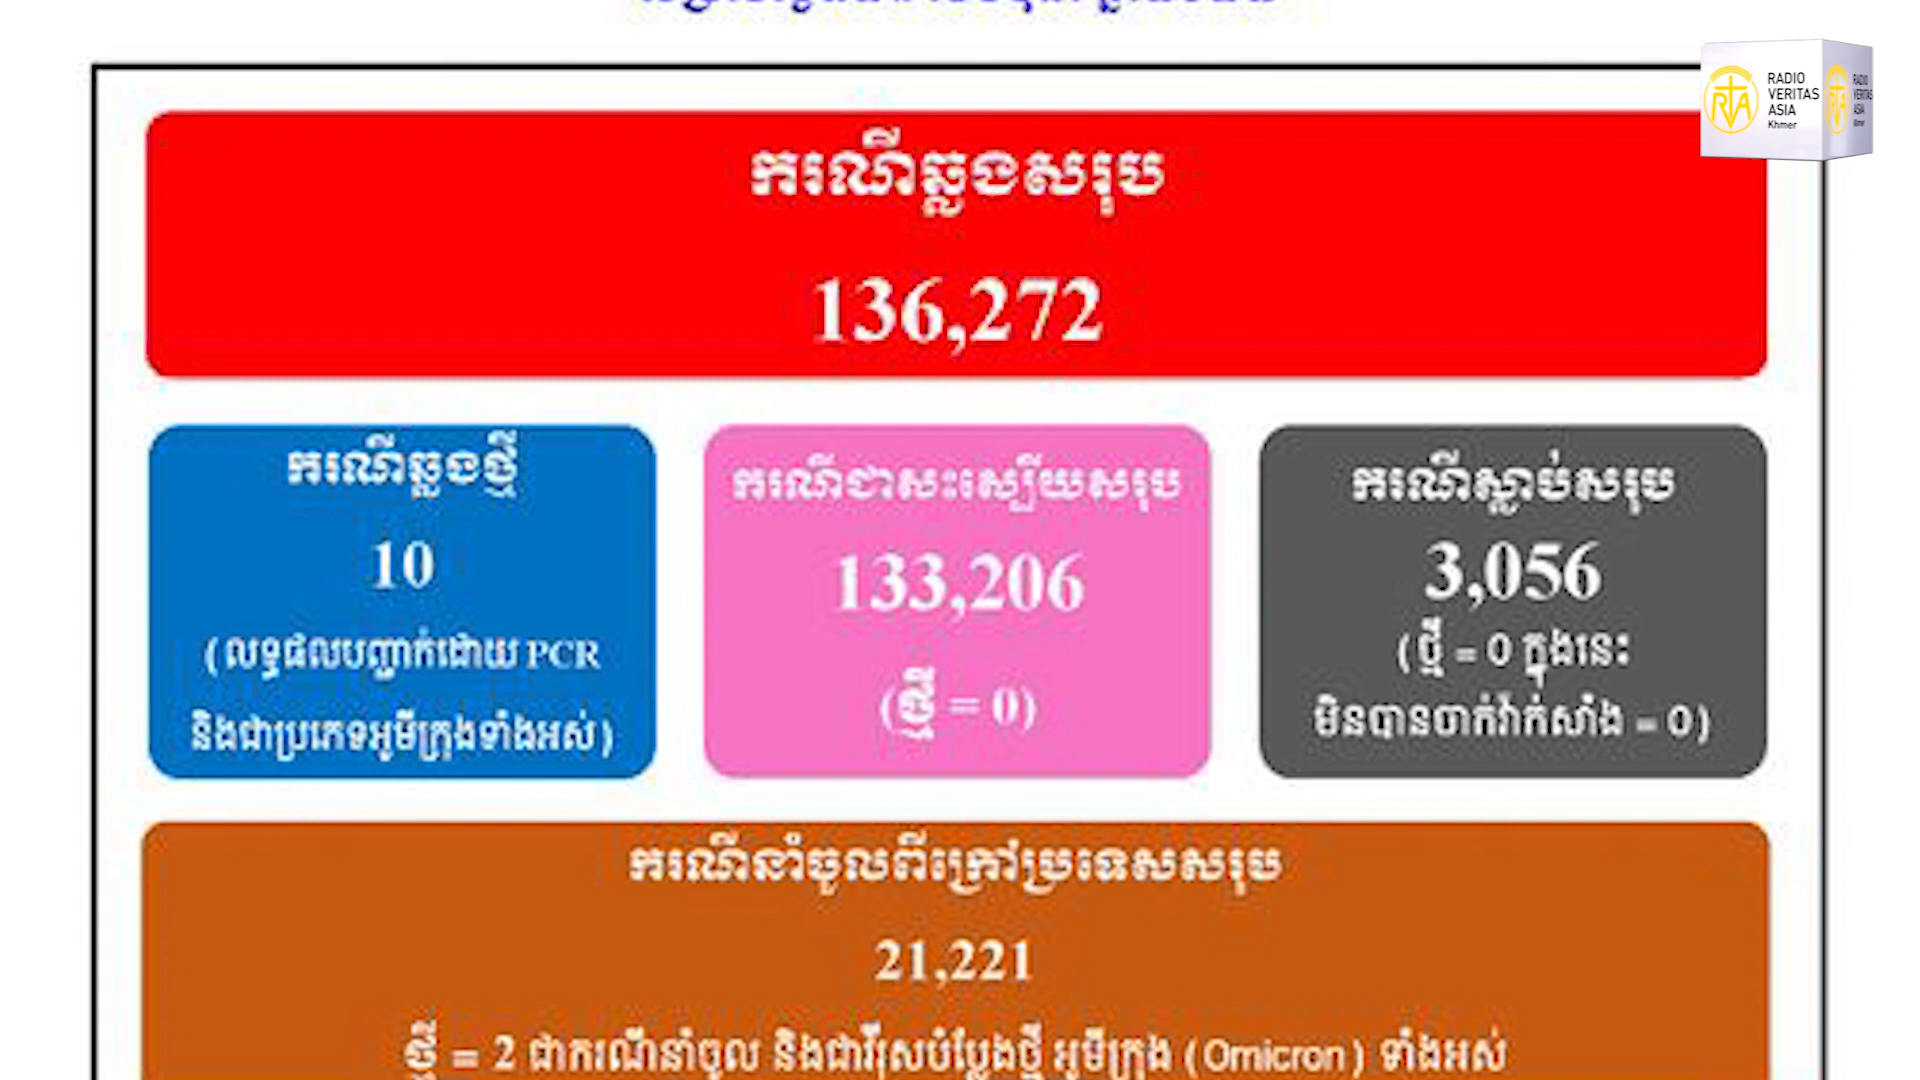 RADIO
VERITAS
ASIA
Khmer
ករណីឆ្លងសរុប
136,272
ករណីឆ្លងថ្មី
10
(លទ្ធផលបញ្ជាក់ដោយ PCR
និងជាប្រភេទអូមីក្រុងទាំងអស់)
ករណីជាសះស្បើយសរុប
133,206
(ថ្មី = 0)
ករណីស្លាប់សរុប
3,056
(ថ្មី = 0 ក្នុងនេះ
មិនបានចាក់វ៉ាក់សាំង = 0)
ករណីនាំចូលពីក្រៅប្រទេសសរុប
21,221
ថ្មី = 2 ជាករណីនាំចូល និងជាវីរុសបំប្លែងថ្មី អូមីក្រុង (Omicron) ទាំងអស់